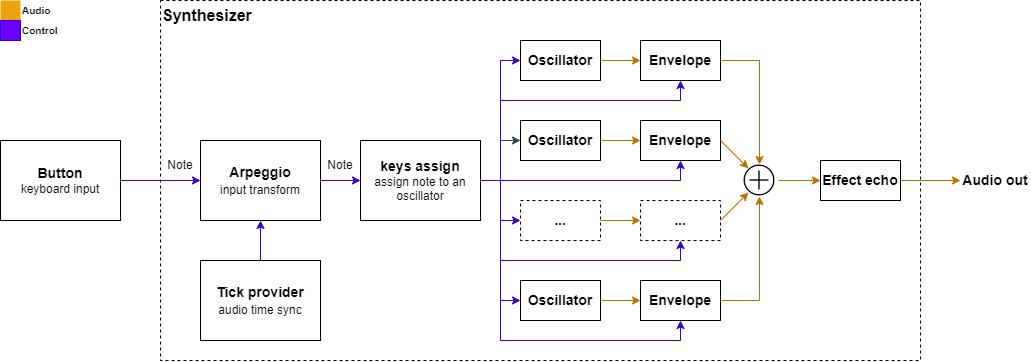 Audio
Control
Synthesizer
Oscillator
Envelope
Oscillator
Envelope
Button
keyboard input
Note
Arpeggio
input transform
Note
keys assign
assign note to an
oscillator
Effect echo
Audio out
...
...
Tick provider
audio time sync
Oscillator
Envelope